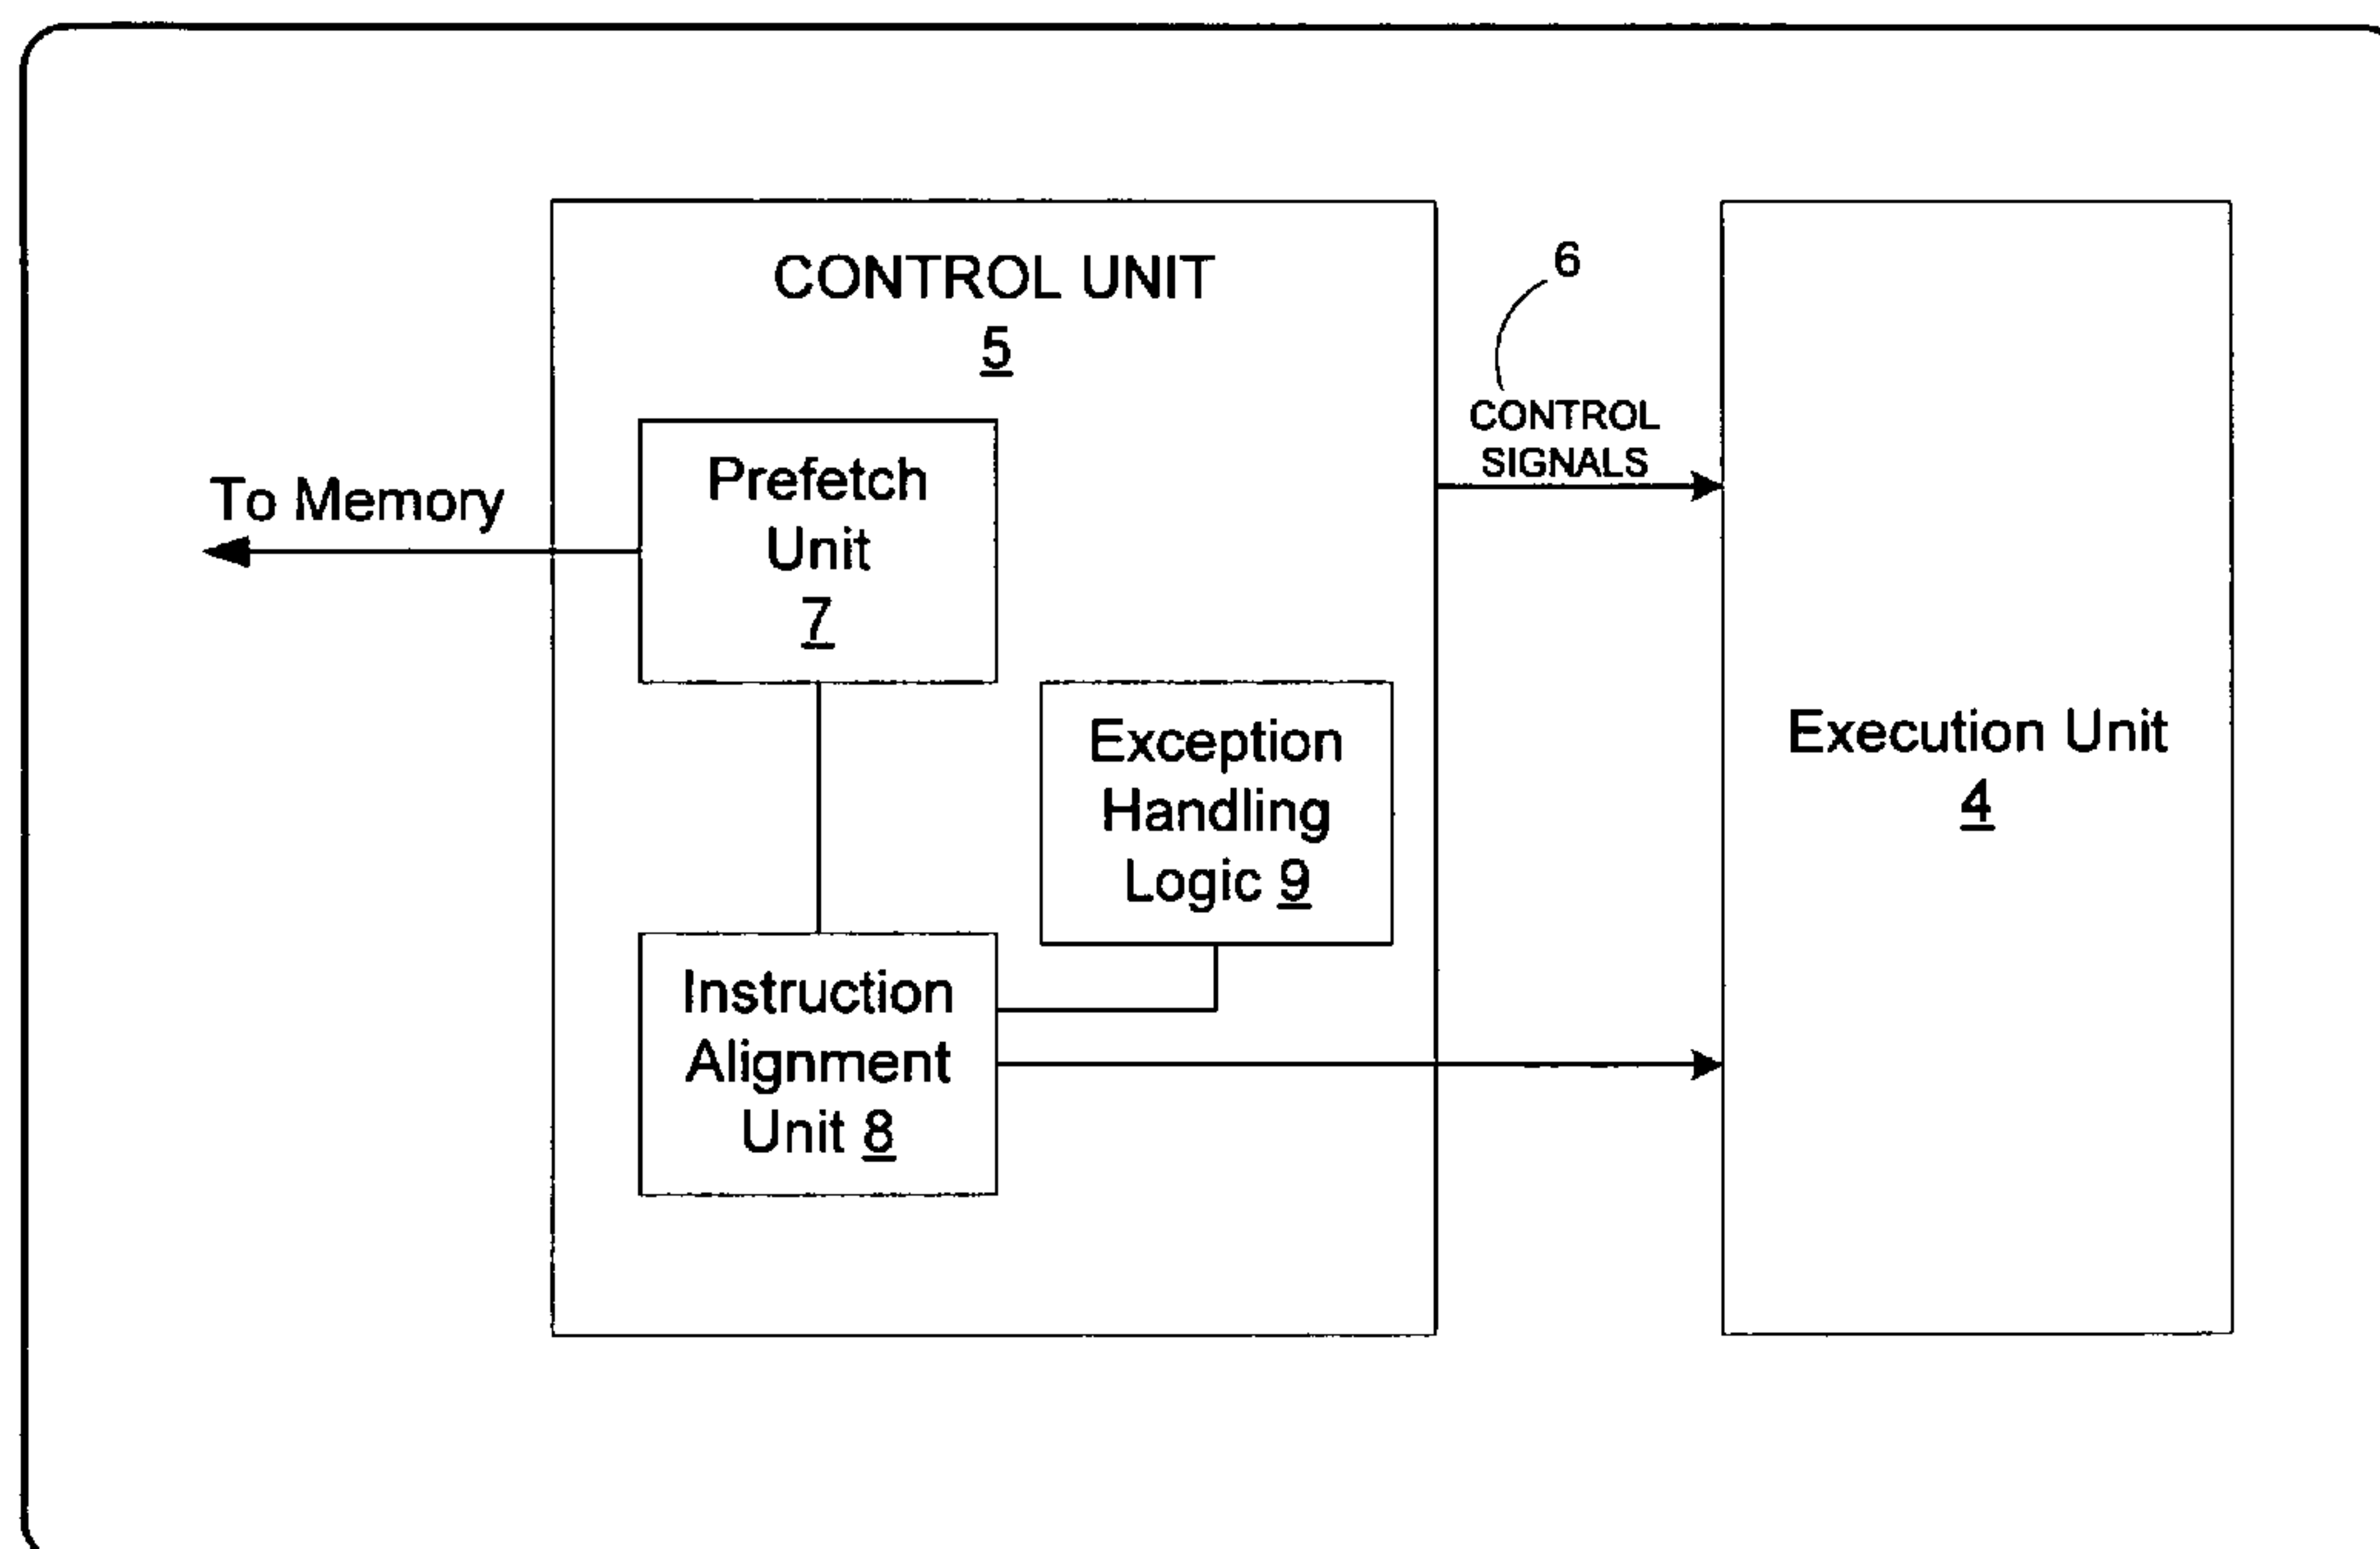 CONTROL UNIT
5
6
CONTROL
SIGNALS
To Memory
Prefetch
Unit
7
Exception
Handling
Logic 9
Execution Unit
4
Instruction
Alignment
Unit 8